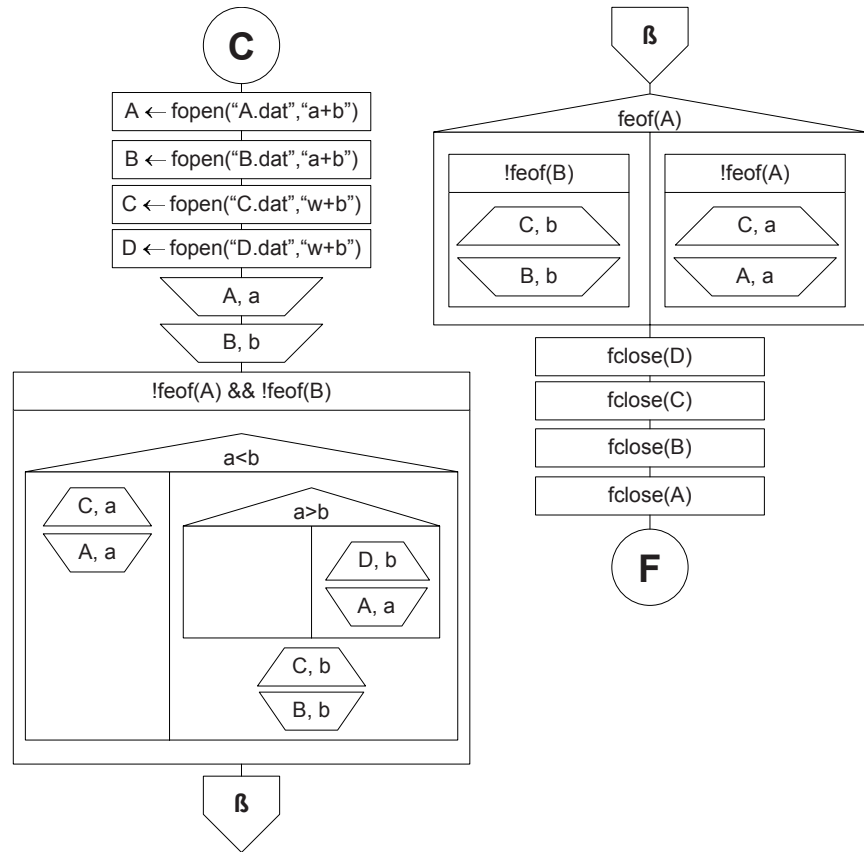 C
A ← fopen(“A.dat”,“a+b”)
B ← fopen(“B.dat”,“a+b”)
C ← fopen(“C.dat”,“w+b”)
D ← fopen(“D.dat”,“w+b”)
A, a
B, b
!feof(A) && !feof(B)
a<b
C, a
A, a
a>b
D, b
A, a
C, b
B, b
ß
ß
feof(A)
!feof(B)
C, b
B, b
!feof(A)
C, a
A, a
fclose(D)
fclose(C)
fclose(B)
fclose(A)
F